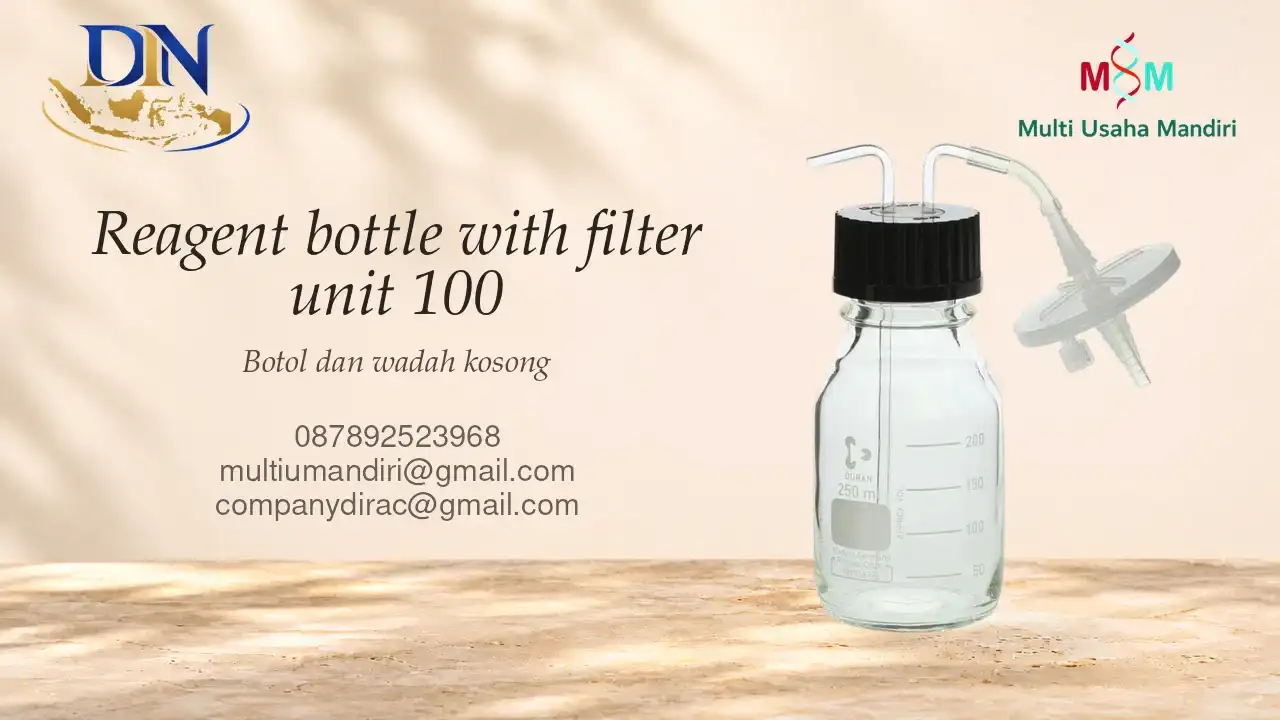 DIN
M M
Multi Usaha Mandiri
Reagent bottle with filter
unit 100
Botol dan wadah kosong
087892523968
multiumandiri@gmail.com
companydirac@gmail.com
DURAN
250 ml
200
150
100
50